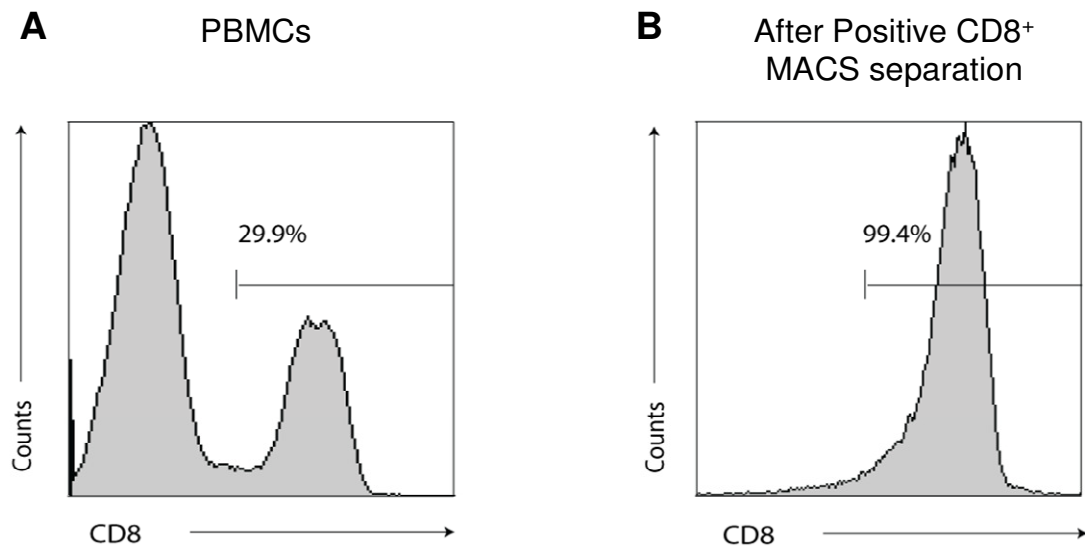 A
PBMCs
29.9%
Counts
CD8
B
After Positive CD8⁺
MACS separation
99.4%
Counts
CD8